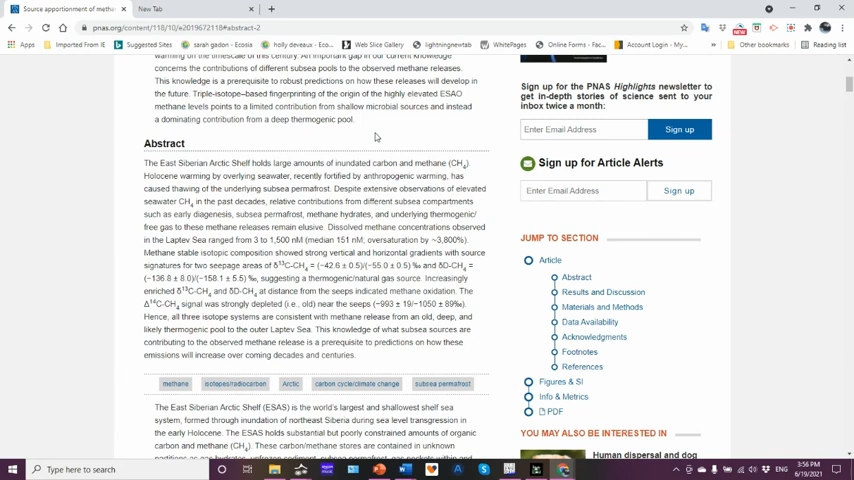 Source apportionment of metha
New Tab
pnas.org/content/118/10/e2019672118#abstract-2
Apps
Imported From IE
Suggested Sites
sarah gadon - Ecosia
holly deveaux - Eco...
Web Slice Gallery
lightningnewtab
WhitePages
Online Forms - Fea...
Account Login - My...
Other bookmarks
Reading list
NEW
warming on the timescale of this century. An important gap in our current knowledge
concerns the contributions of different subsea pools to the observed methane releases.
This knowledge is a prerequisite to robust predictions on how these releases will develop in
the future. Triple-isotope–based fingerprinting of the origin of the highly elevated ESAO
methane levels points to a limited contribution from shallow microbial sources and instead
a dominating contribution from a deep thermogenic pool.
Abstract
The East Siberian Arctic Shelf holds large amounts of inundated carbon and methane (CH4).
Holocene warming by overlying seawater, recently fortified by anthropogenic warming, has
caused thawing of the underlying subsea permafrost. Despite extensive observations of elevated
seawater CH4 in the past decades, relative contributions from different subsea compartments
such as early diagenesis, subsea permafrost, methane hydrates, and underlying thermogenic/
free gas to these methane releases remain elusive. Dissolved methane concentrations observed
in the Laptev Sea ranged from 3 to 1,500 nM (median 151 nM; oversaturation by ~3,800%).
Methane stable isotopic composition showed strong vertical and horizontal gradients with source
signatures for two seepage areas of δ13C-CH4 = (−42.6 ± 0.5)/(−55.0 ± 0.5) ‰ and δD-CH4 =
(−136.8 ± 8.0)/(−158.1 ± 5.5) ‰, suggesting a thermogenic/natural gas source. Increasingly
enriched δ13C-CH4 and δD-CH4 at distance from the seeps indicated methane oxidation. The
Δ14C-CH4 signal was strongly depleted (i.e., old) near the seeps (−993 ± 19/−1050 ± 89‰).
Hence, all three isotope systems are consistent with methane release from an old, deep, and
likely thermogenic pool to the outer Laptev Sea. This knowledge of what subsea sources are
contributing to the observed methane release is a prerequisite to predictions on how these
emissions will increase over coming decades and centuries.
methane
isotopes/radiocarbon
Arctic
carbon cycle/climate change
subsea permafrost
The East Siberian Arctic Shelf (ESAS) is the world's largest and shallowest shelf sea
system, formed through inundation of northeast Siberia during sea level transgression in
the early Holocene. The ESAS holds substantial but poorly constrained amounts of organic
carbon and methane (CH4). These carbon/methane stores are contained in unknown
Sign up for the PNAS Highlights newsletter to
get in-depth stories of science sent to your
inbox twice a month:
Enter Email Address
Sign up
Sign up for Article Alerts
Enter Email Address
Sign up
JUMP TO SECTION
Article
Abstract
Results and Discussion
Materials and Methods
Data Availability
Acknowledgments
Footnotes
References
Figures & SI
Info & Metrics
PDF
YOU MAY ALSO BE INTERESTED IN
Human dispersal and dog
Type here to search
ENG
3:56 PM
6/19/2021